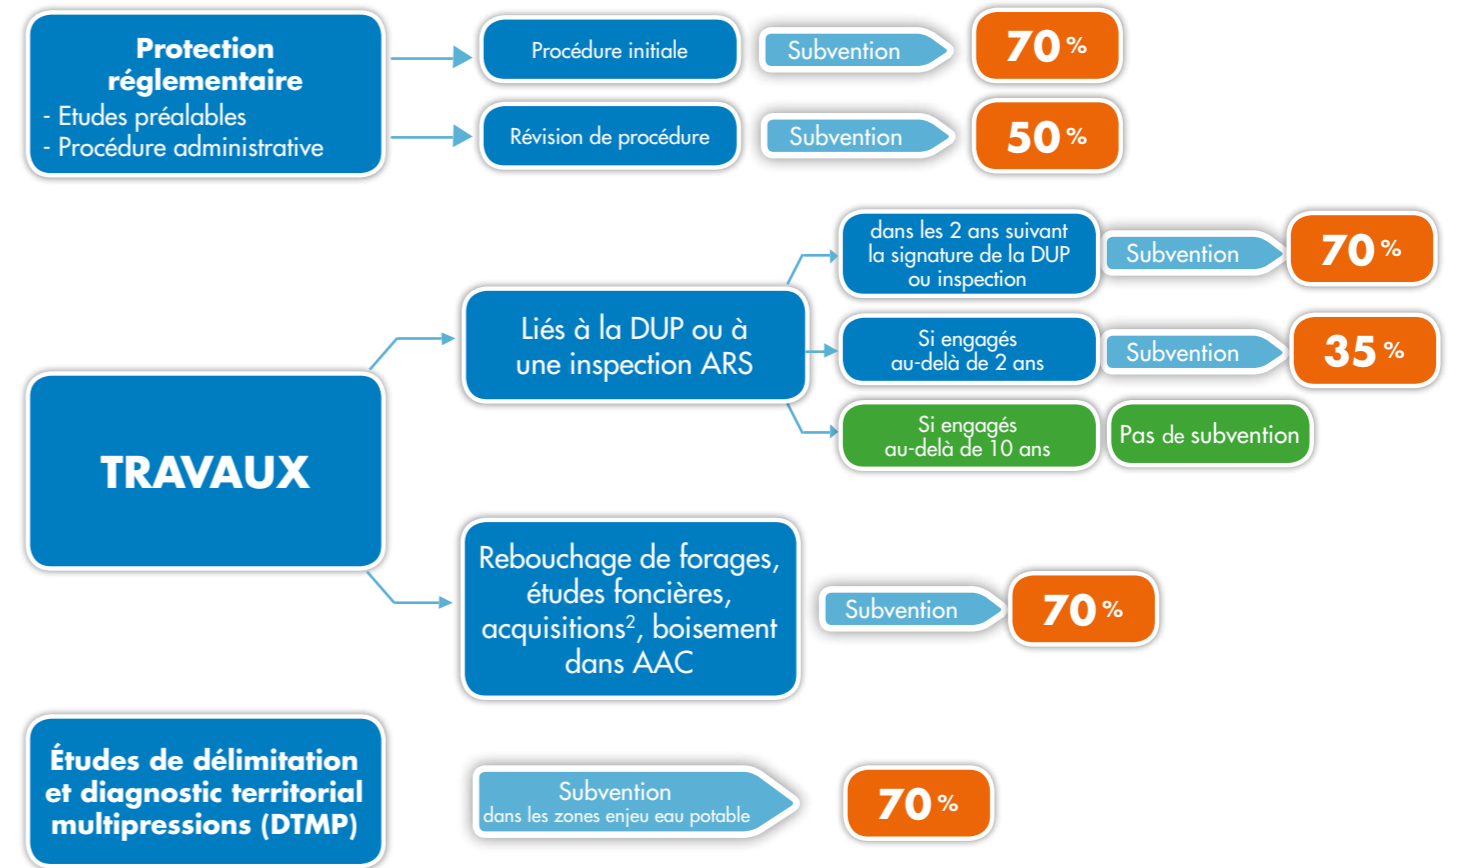 Protection
réglementaire
- Etudes préalables
- Procédure administrative
Procédure initiale
Subvention
70 %
Révision de procédure
Subvention
50 %
TRAVAUX
Liés à la DUP ou à
une inspection ARS
dans les 2 ans suivant
la signature de la DUP
ou inspection
Subvention
70 %
Si engagés
au-delà de 2 ans
Subvention
35 %
Si engagés
au-delà de 10 ans
Pas de subvention
Rebouchage de forages,
études foncières,
acquisitions², boisement
dans AAC
Subvention
70 %
Études de délimitation
et diagnostic territorial
multipressions (DTMP)
Subvention
dans les zones enjeu eau potable
70 %